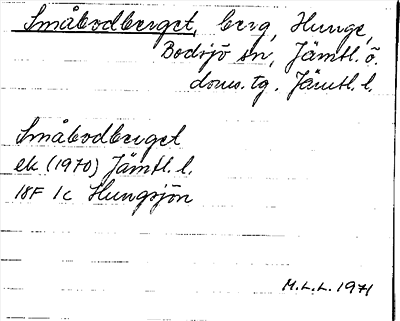 Småbodberget, berg, Hunge,
Bodsjö sn, Jämtl. ö.
doms.tg. Jämtl. l.
Småbodberget
ek (1970) Jämtl. l.
18F 1c Hungsjön
M.L.L. 1971